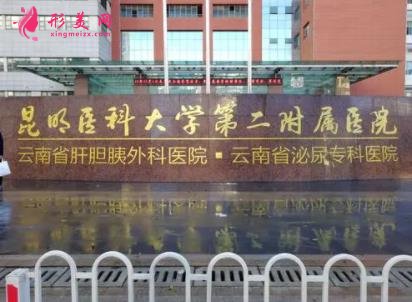 形美网
xingmeizx.com
昆明医科大学第二附属医院
云南省肝胆胰外科医院·云南省泌尿专科医院